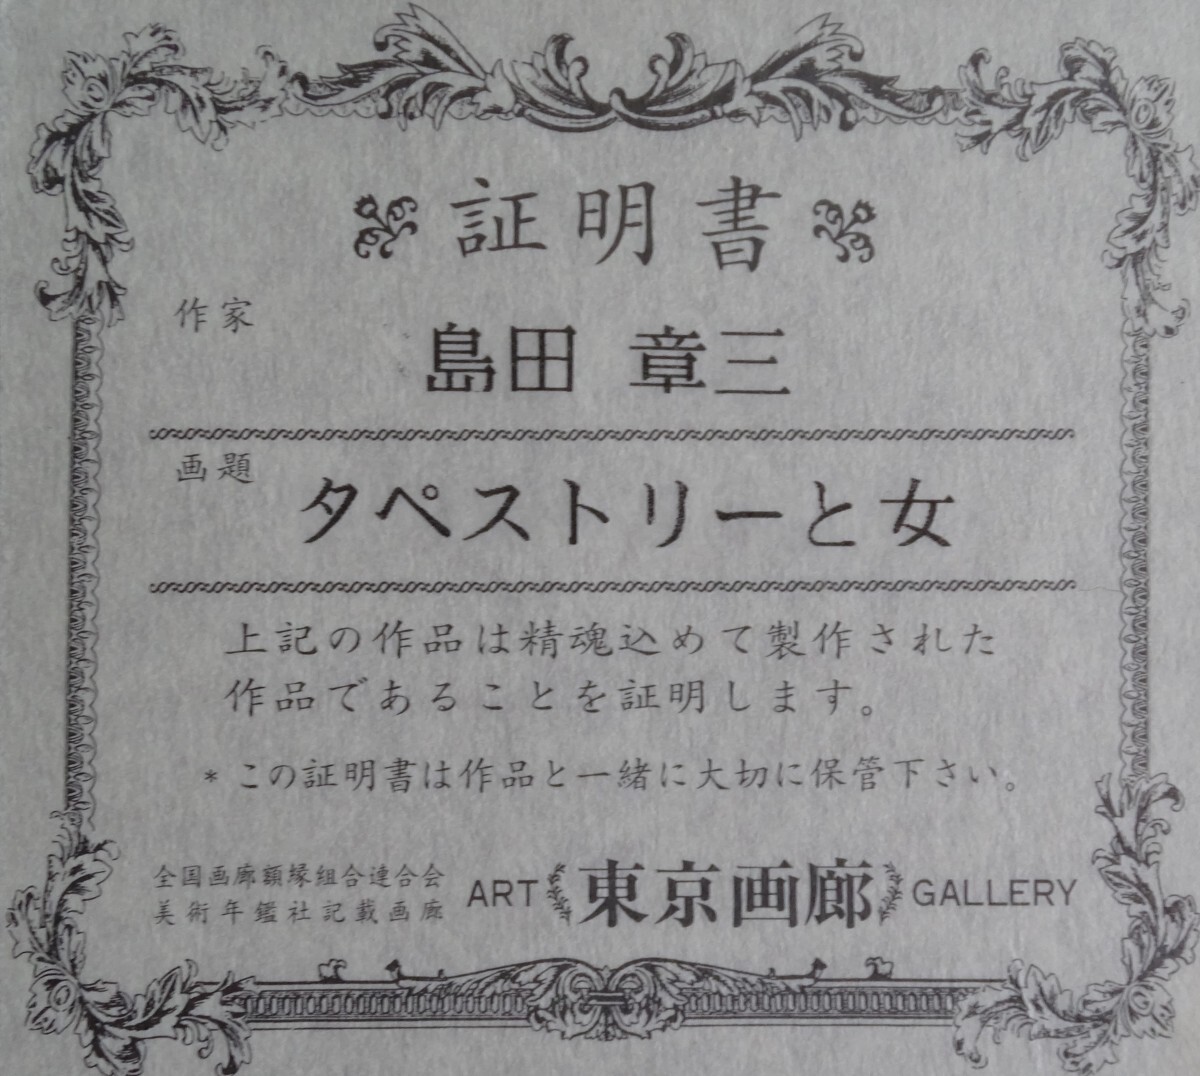 証明書
作家
島田 章三
画題
タペストリーと女
上記の作品は精魂込めて製作された
作品であることを証明します。
* この証明書は作品と一緒に大切に保管下さい。
全国画廊額縁組合連合会
美術年鑑社記載画廊
ART 東京画廊 GALLERY